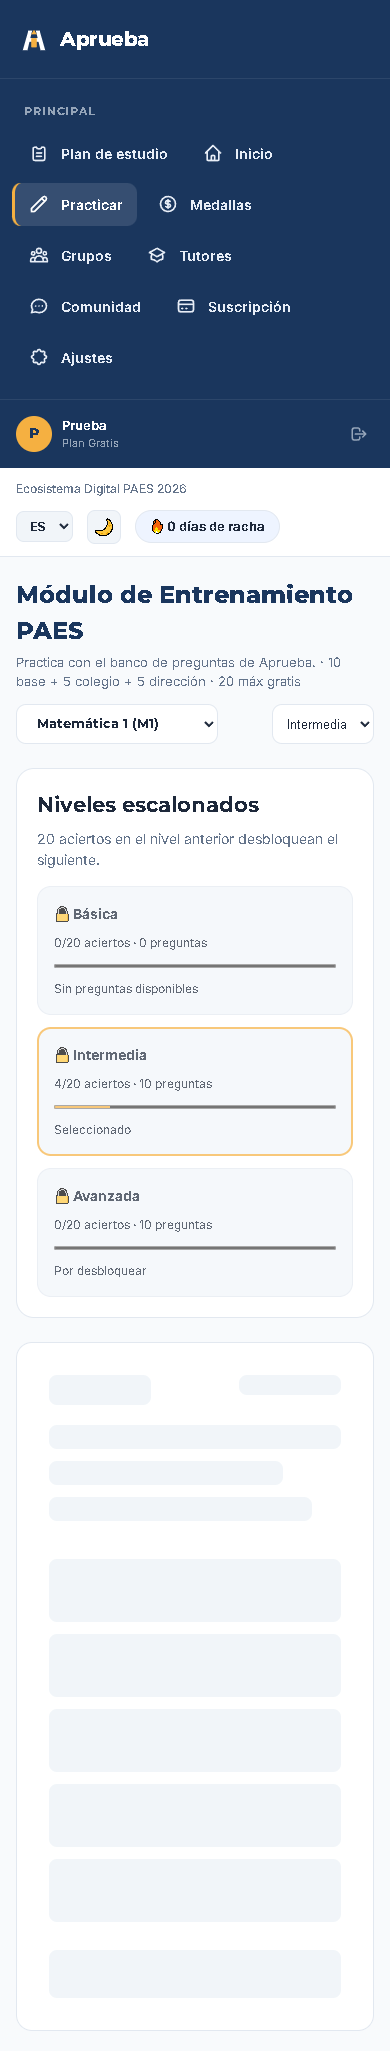 Aprueba
PRINCIPAL
Plan de estudio
Inicio
Practicar
Medallas
Grupos
Tutores
Comunidad
Suscripción
Ajustes
P
Prueba
Plan Gratis
Ecosistema Digital PAES 2026
ES
0 días de racha
Módulo de Entrenamiento
PAES
Practica con el banco de preguntas de Aprueba. · 10
base + 5 colegio + 5 dirección · 20 máx gratis
Matemática 1 (M1)
Intermedia
Niveles escalonados
20 aciertos en el nivel anterior desbloquean el
siguiente.
Básica
0/20 aciertos · 0 preguntas
Sin preguntas disponibles
Intermedia
4/20 aciertos · 10 preguntas
Seleccionado
Avanzada
0/20 aciertos · 10 preguntas
Por desbloquear